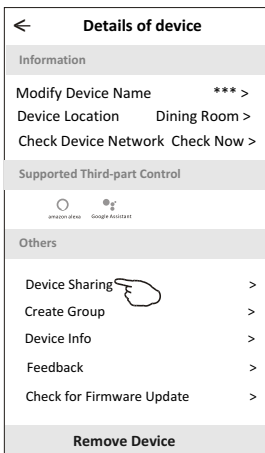 ← Details of device
Information
Modify Device Name *** >
Device Location Dining Room >
Check Device Network Check Now >
Supported Third-part Control
amazon alexa Google Assistant
Others
Device Sharing >
Create Group >
Device Info >
Feedback >
Check for Firmware Update >
Remove Device